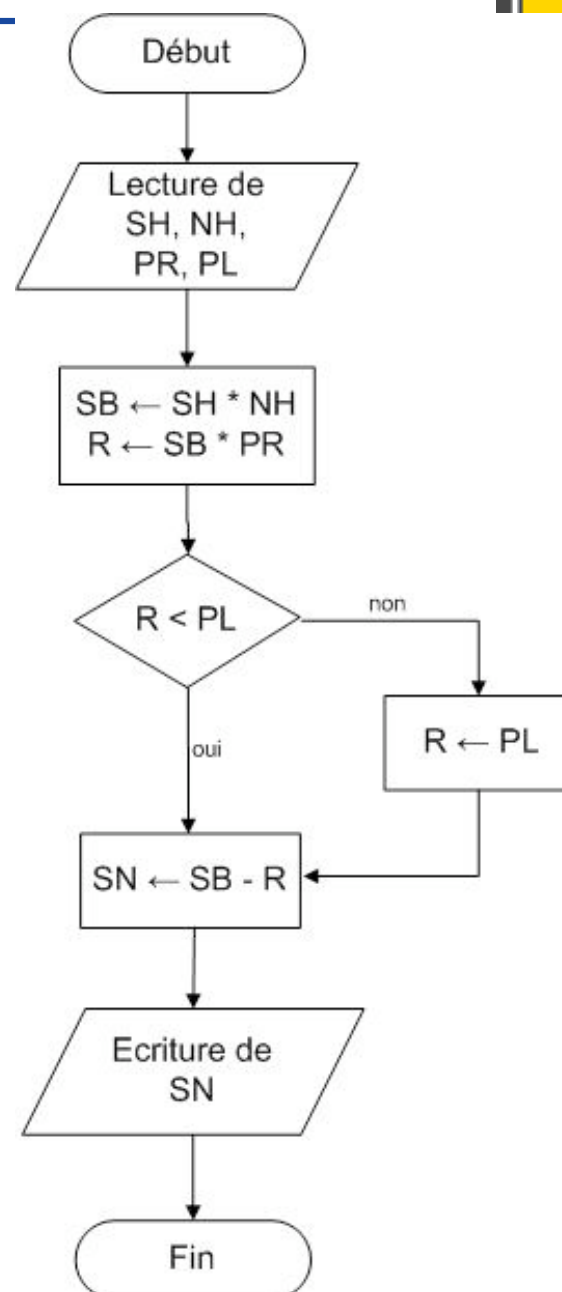 Début
Lecture de
SH, NH,
PR, PL
SB ← SH * NH
R ← SB * PR
R < PL
non
oui
R ← PL
SN ← SB - R
Ecriture de
SN
Fin